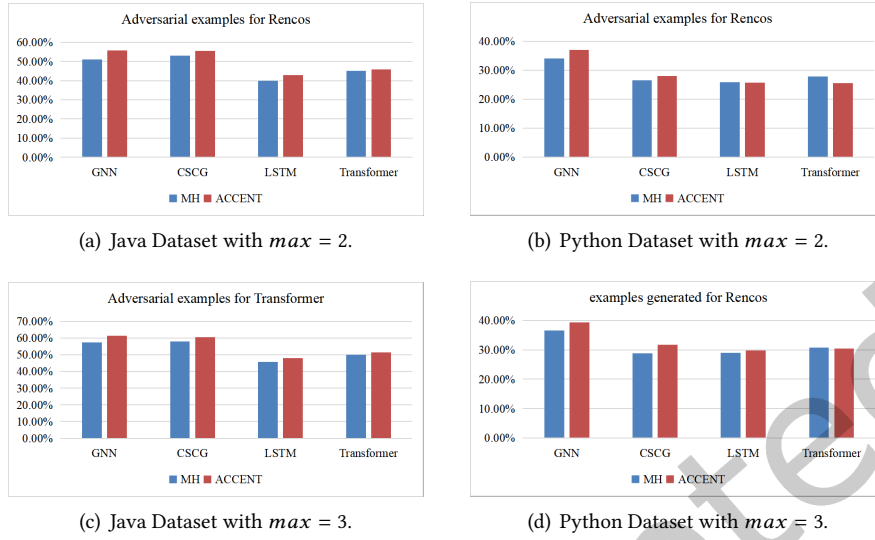 Adversarial examples for Rencos
60.00%
50.00%
40.00%
30.00%
20.00%
10.00%
0.00%
GNN CSCG LSTM Transformer
MH ACCENT
(a) Java Dataset with max = 2.
Adversarial examples for Rencos
40.00%
30.00%
20.00%
10.00%
0.00%
GNN CSCG LSTM Transformer
MH ACCENT
(b) Python Dataset with max = 2.
Adversarial examples for Transformer
70.00%
60.00%
50.00%
40.00%
30.00%
20.00%
10.00%
0.00%
GNN CSCG LSTM Transformer
MH ACCENT
(c) Java Dataset with max = 3.
examples generated for Rencos
40.00%
30.00%
20.00%
10.00%
0.00%
GNN CSCG LSTM Transformer
MH ACCENT
(d) Python Dataset with max = 3.